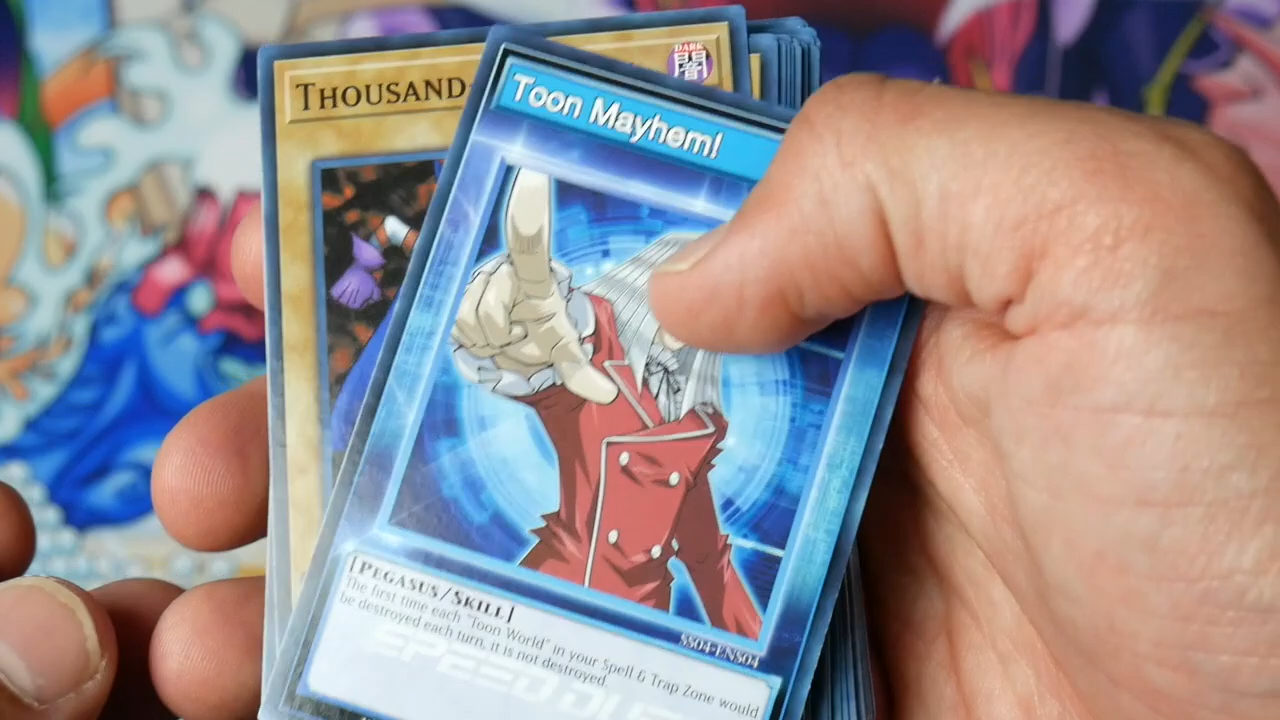 THOUSAND-
DARK
闇
Toon Mayhem!
SS04-ENS04
[PEGASUS/SKILL]
The first time each "Toon World" in your Spell & Trap Zone would
be destroyed each turn, it is not destroyed.
SPEED DUE